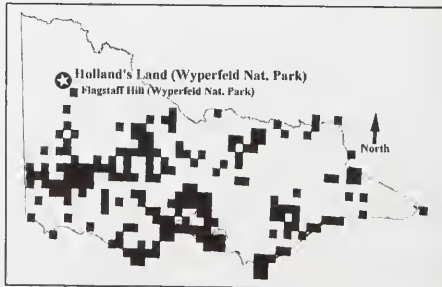 Holland's Land (Wyperfeld Nat. Park)
Flagstaff Hill (Wyperfeld Nat. Park)
North